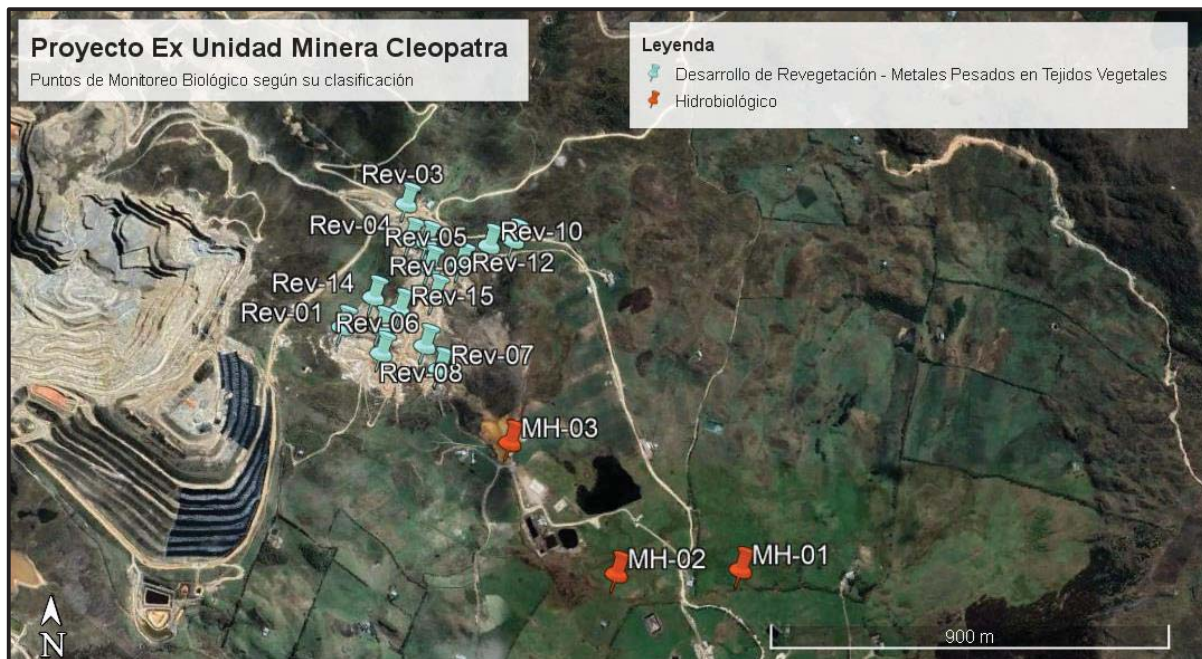 Proyecto Ex Unidad Minera Cleopatra
Puntos de Monitoreo Biológico según su clasificación
Leyenda
Desarrollo de Revegetación - Metales Pesados en Tejidos Vegetales
Hidrobiológico
Rev-03
Rev-04
Rev-05
Rev-10
Rev-09
Rev-12
Rev-14
Rev-15
Rev-01
Rev-06
Rev-07
Rev-08
MH-03
MH-02
MH-01
N
900 m